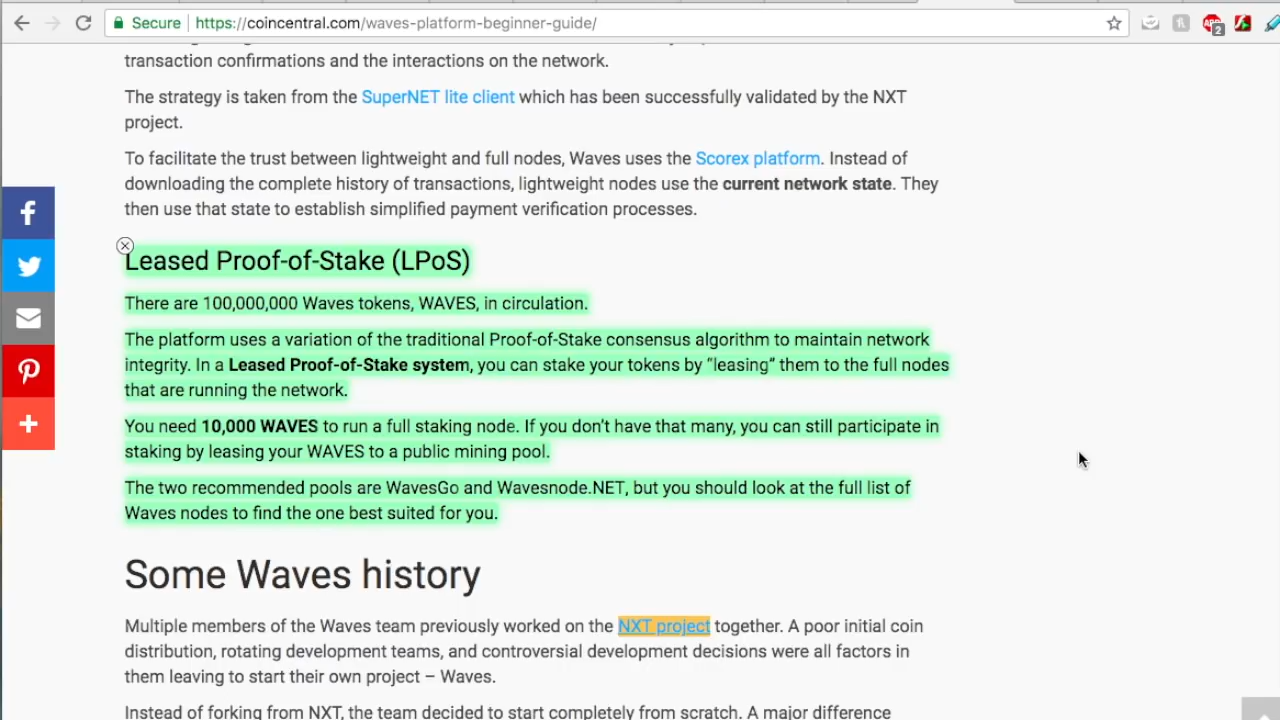 Secure https://coincentral.com/waves-platform-beginner-guide/
2
transaction confirmations and the interactions on the network.
The strategy is taken from the SuperNET lite client which has been successfully validated by the NXT
project.
To facilitate the trust between lightweight and full nodes, Waves uses the Scorex platform. Instead of
downloading the complete history of transactions, lightweight nodes use the current network state. They
then use that state to establish simplified payment verification processes.
Leased Proof-of-Stake (LPoS)
There are 100,000,000 Waves tokens, WAVES, in circulation.
The platform uses a variation of the traditional Proof-of-Stake consensus algorithm to maintain network
integrity. In a Leased Proof-of-Stake system, you can stake your tokens by “leasing” them to the full nodes
that are running the network.
You need 10,000 WAVES to run a full staking node. If you don’t have that many, you can still participate in
staking by leasing your WAVES to a public mining pool.
The two recommended pools are WavesGo and Wavesnode.NET, but you should look at the full list of
Waves nodes to find the one best suited for you.
Some Waves history
Multiple members of the Waves team previously worked on the NXT project together. A poor initial coin
distribution, rotating development teams, and controversial development decisions were all factors in
them leaving to start their own project – Waves.
Instead of forking from NXT, the team decided to start completely from scratch. A major difference